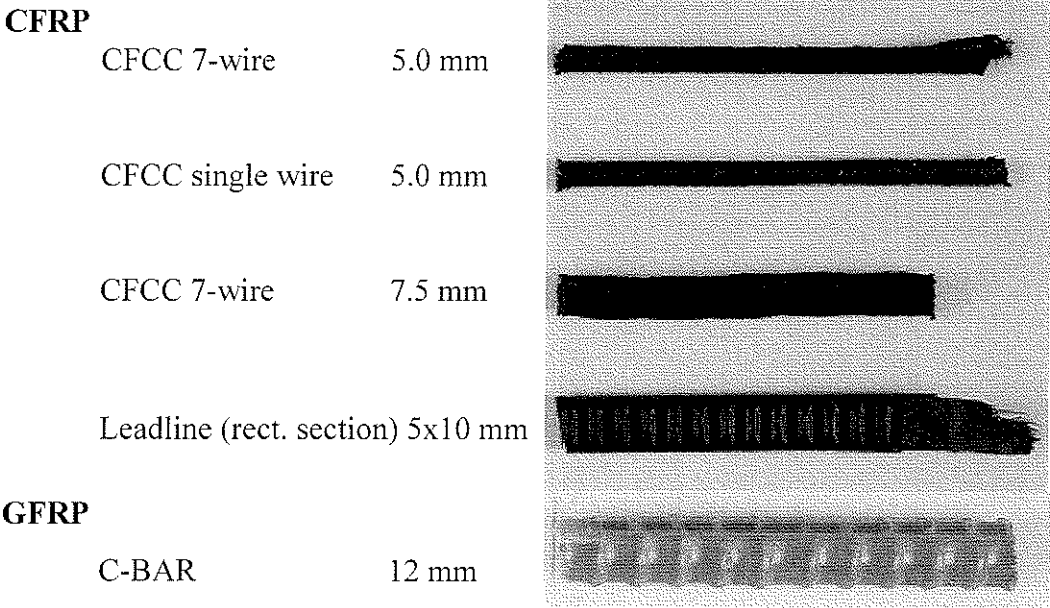 CFRP
CFCC 7-wire 5.0 mm
CFCC single wire 5.0 mm
CFCC 7-wire 7.5 mm
Leadline (rect. section) 5x10 mm
GFRP
C-BAR 12 mm